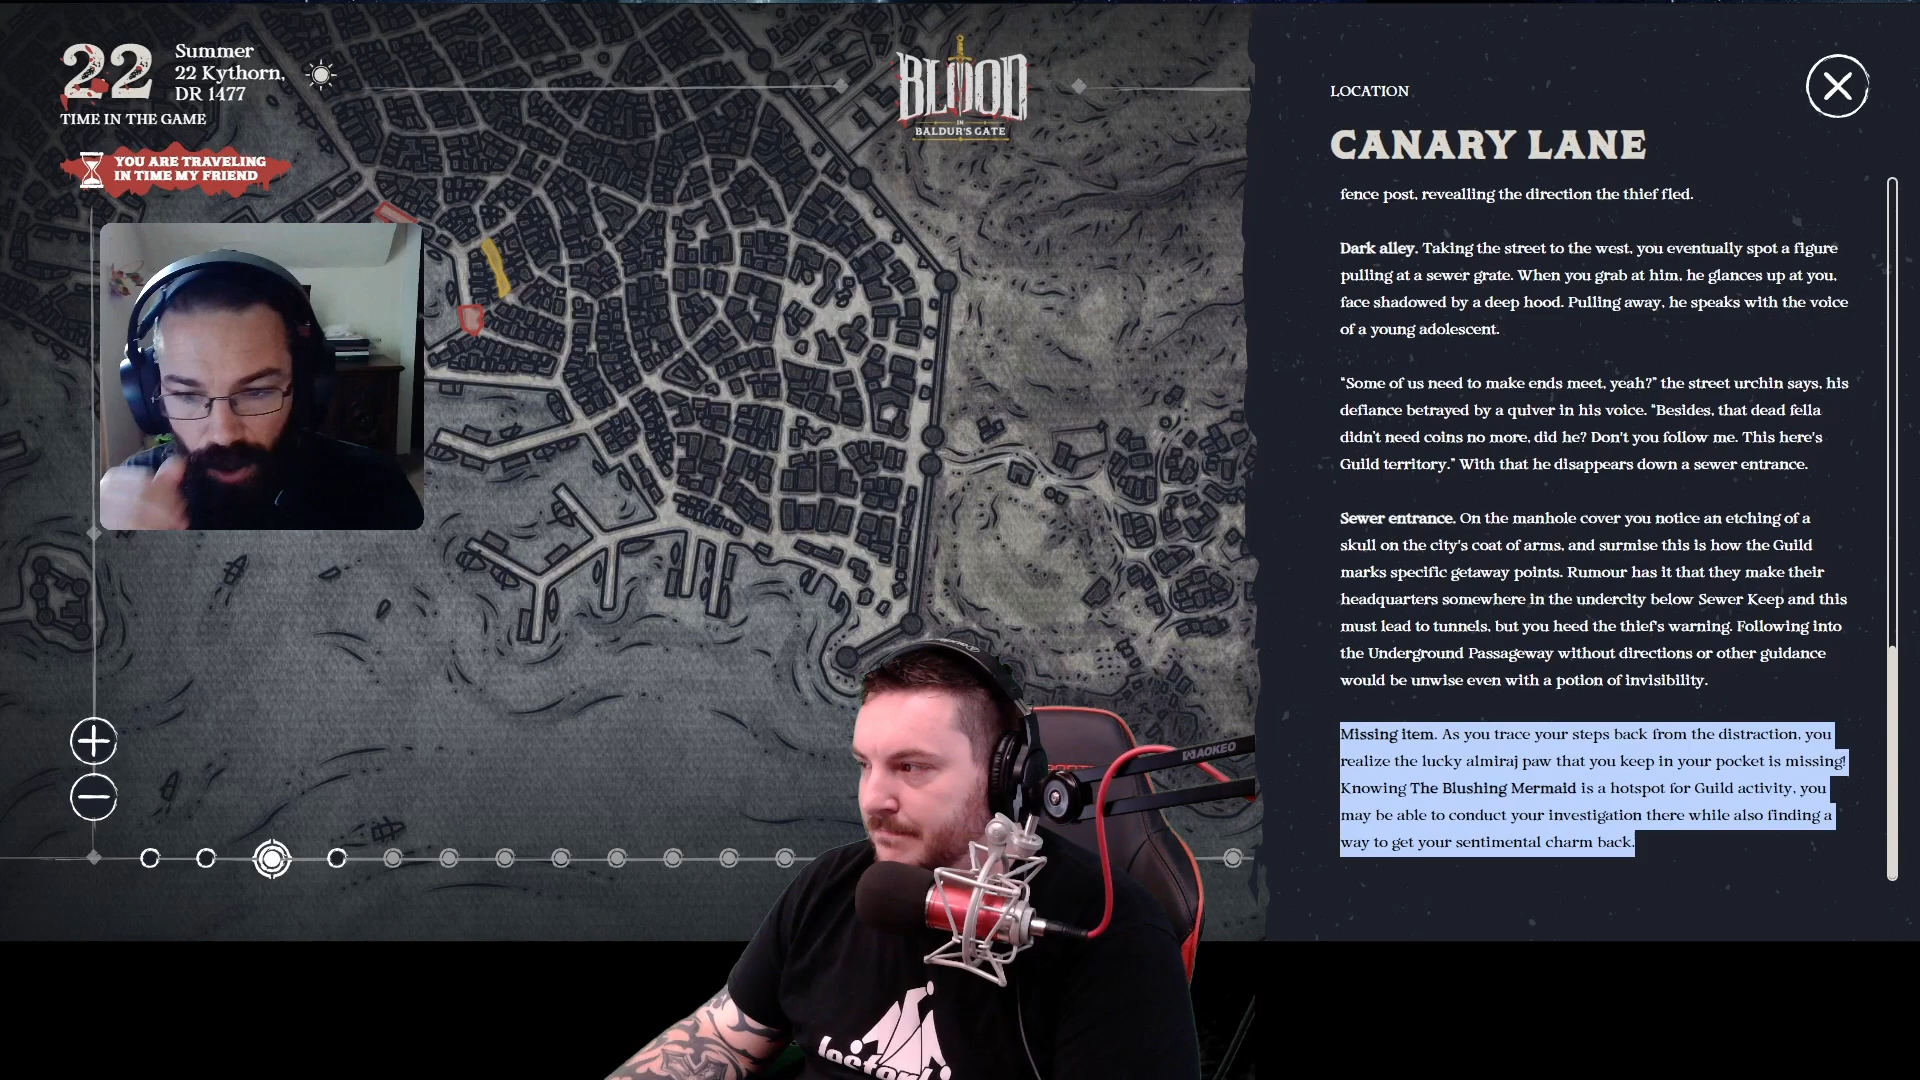 22
Summer
22 Kythorn,
DR 1477
TIME IN THE GAME
YOU ARE TRAVELING
IN TIME MY FRIEND
BLOOD
IN
BALDUR'S GATE
LOCATION
CANARY LANE
fence post, revealling the direction the thief fled.
Dark alley. Taking the street to the west, you eventually spot a figure
pulling at a sewer grate. When you grab at him, he glances up at you,
face shadowed by a deep hood. Pulling away, he speaks with the voice
of a young adolescent.
"Some of us need to make ends meet, yeah?" the street urchin says, his
defiance betrayed by a quiver in his voice. "Besides, that dead fella
didn't need coins no more, did he? Don't you follow me. This here's
Guild territory." With that he disappears down a sewer entrance.
Sewer entrance. On the manhole cover you notice an etching of a
skull on the city's coat of arms, and surmise this is how the Guild
marks specific getaway points. Rumour has it that they make their
headquarters somewhere in the undercity below Sewer Keep and this
must lead to tunnels, but you heed the thief's warning. Following into
the Underground Passageway without directions or other guidance
would be unwise even with a potion of invisibility.
Missing item. As you trace your steps back from the distraction, you
realize the lucky almiraj paw that you keep in your pocket is missing!
Knowing The Blushing Mermaid is a hotspot for Guild activity, you
may be able to conduct your investigation there while also finding a
way to get your sentimental charm back.
AOKEO